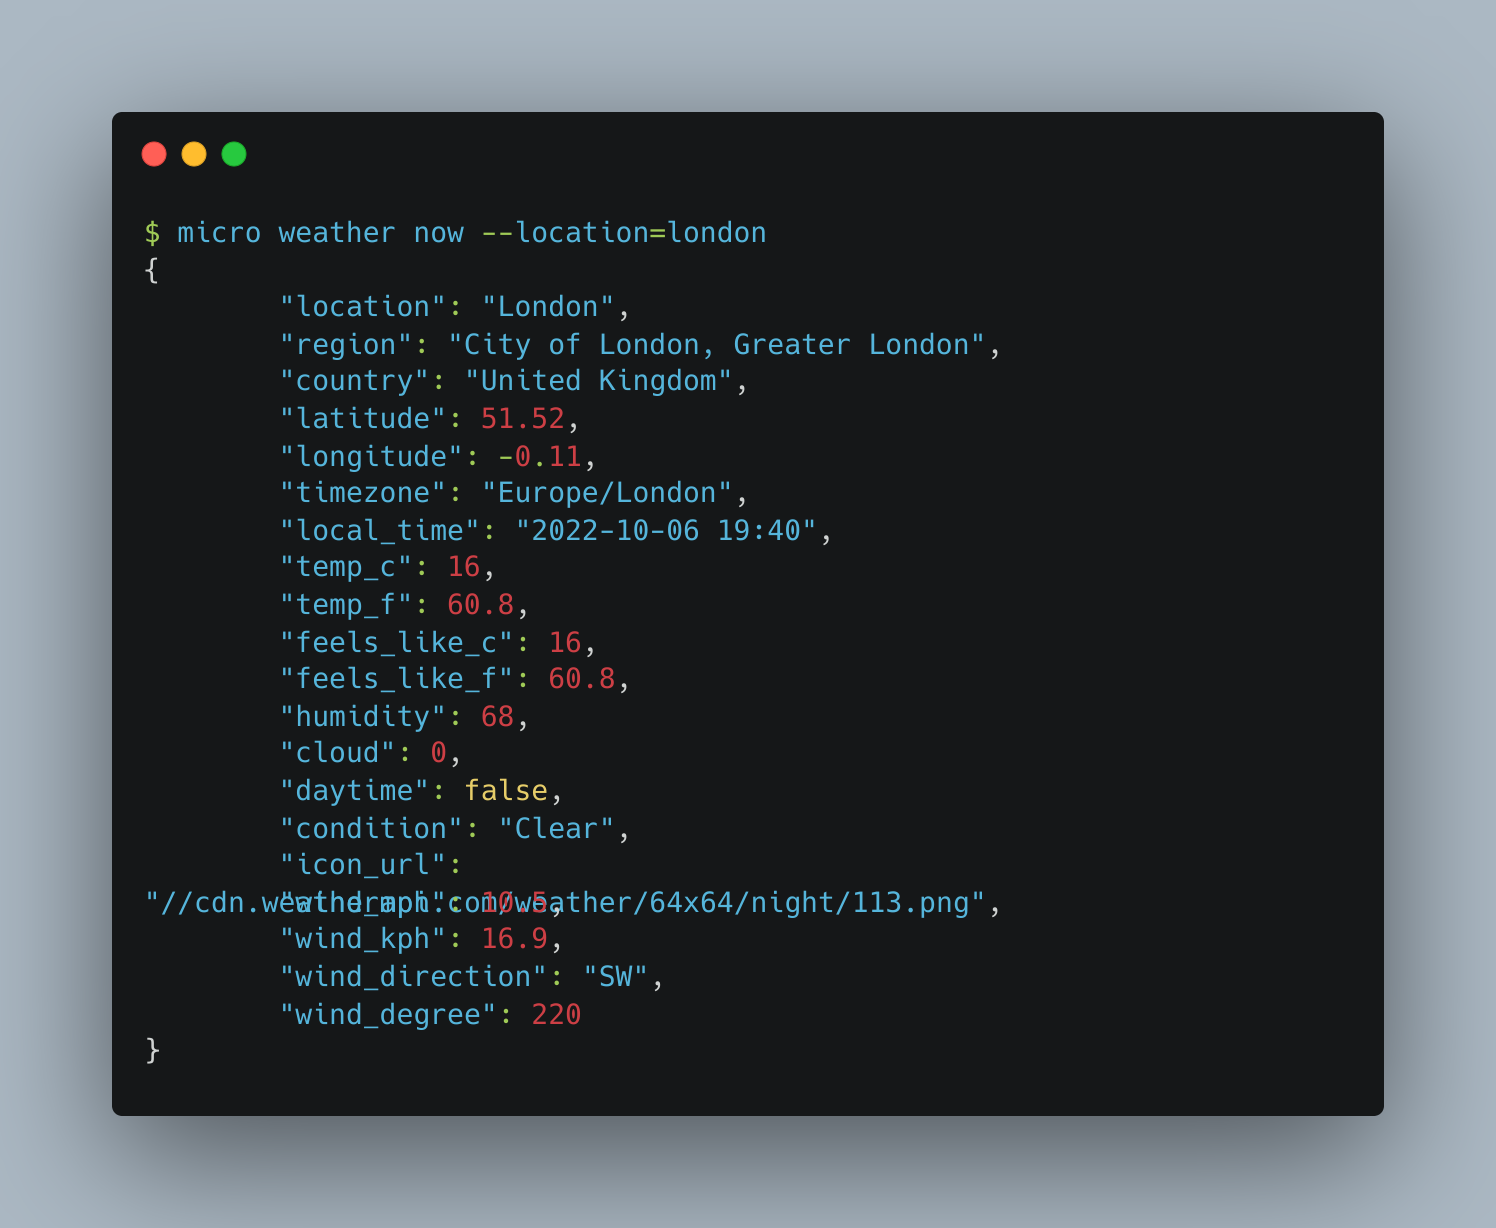 $ micro weather now --location=london
{
        "location": "London",
        "region": "City of London, Greater London",
        "country": "United Kingdom",
        "latitude": 51.52,
        "longitude": -0.11,
        "timezone": "Europe/London",
        "local_time": "2022-10-06 19:40",
        "temp_c": 16,
        "temp_f": 60.8,
        "feels_like_c": 16,
        "feels_like_f": 60.8,
        "humidity": 68,
        "cloud": 0,
        "daytime": false,
        "condition": "Clear",
        "icon_url":
"//cdn.weatherapi.com/weather/64x64/night/113.png",
        "wind_mph": 10.5,
        "wind_kph": 16.9,
        "wind_direction": "SW",
        "wind_degree": 220
}